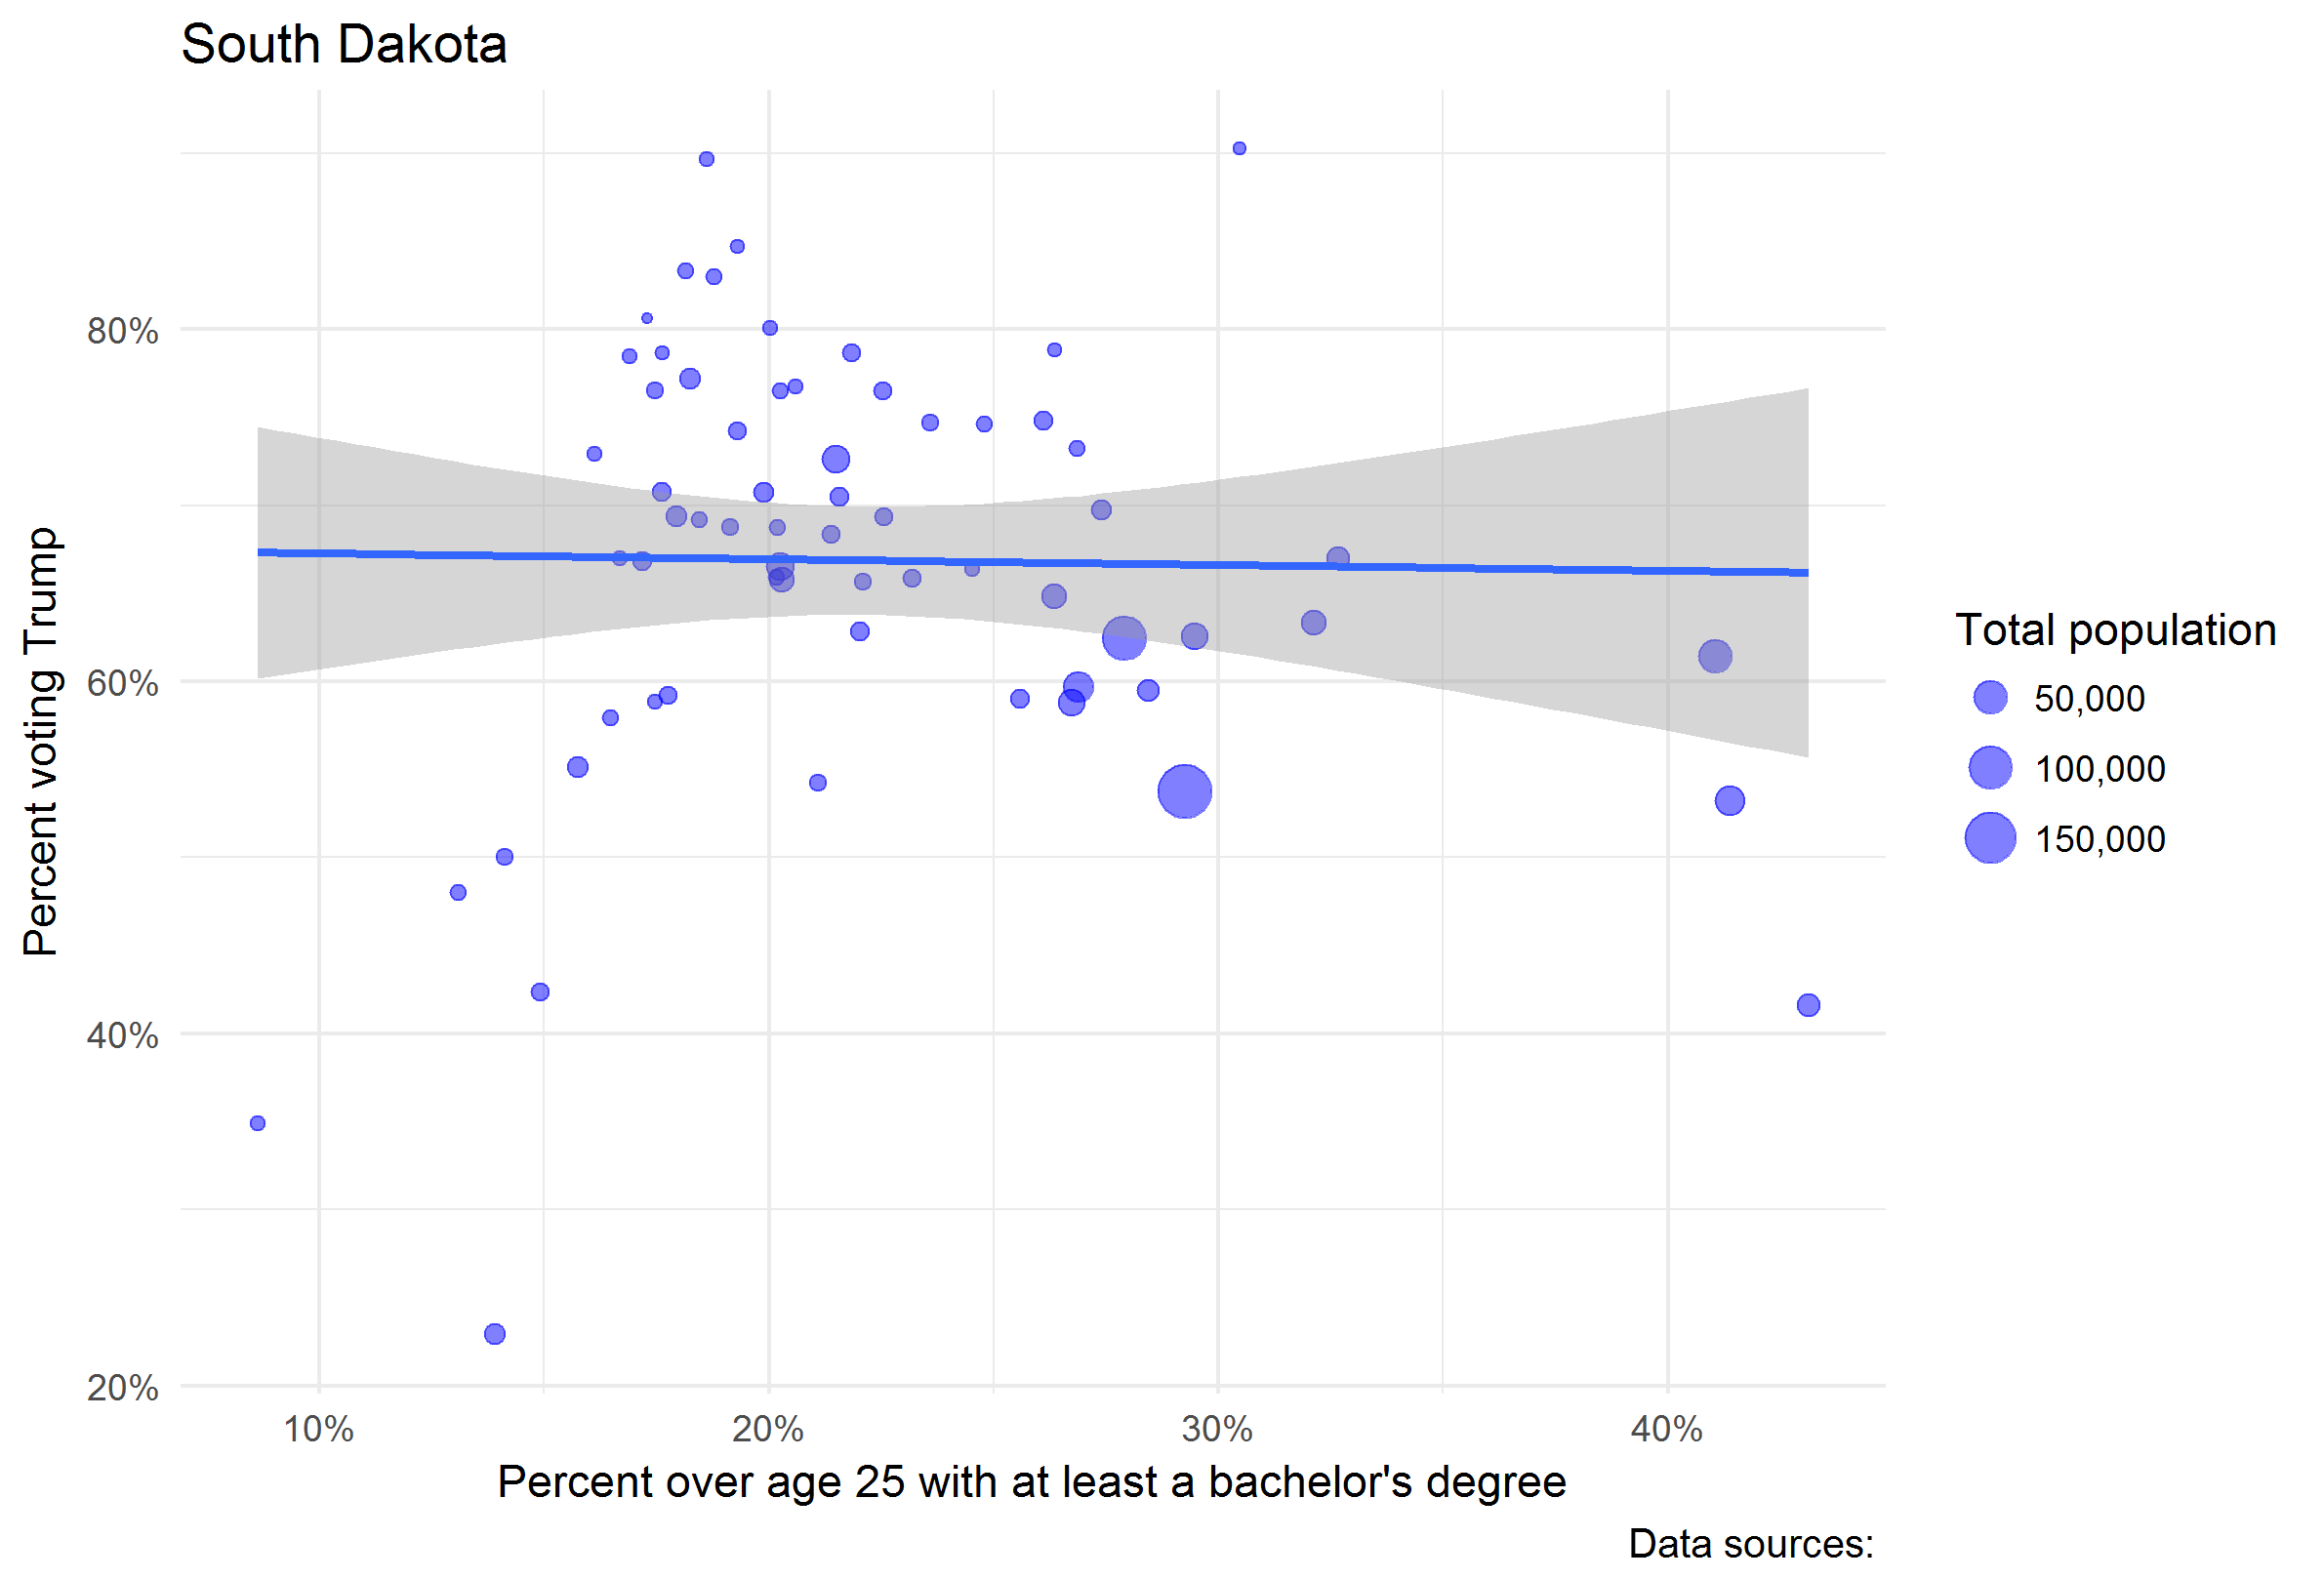 South Dakota
Percent voting Trump
80%
60%
40%
20%
10%
20%
30%
40%
Percent over age 25 with at least a bachelor's degree
Total population
50,000
100,000
150,000
Data sources: